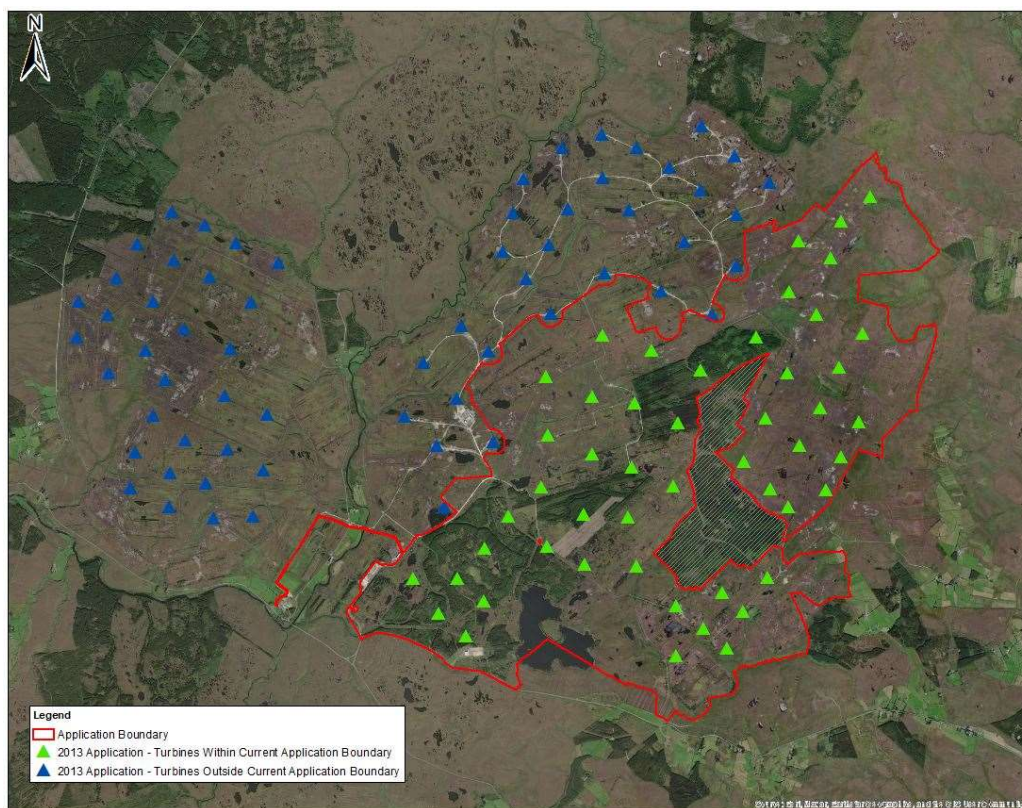 N
Legend
Application Boundary
2013 Application - Turbines Within Current Application Boundary
2013 Application - Turbines Outside Current Application Boundary